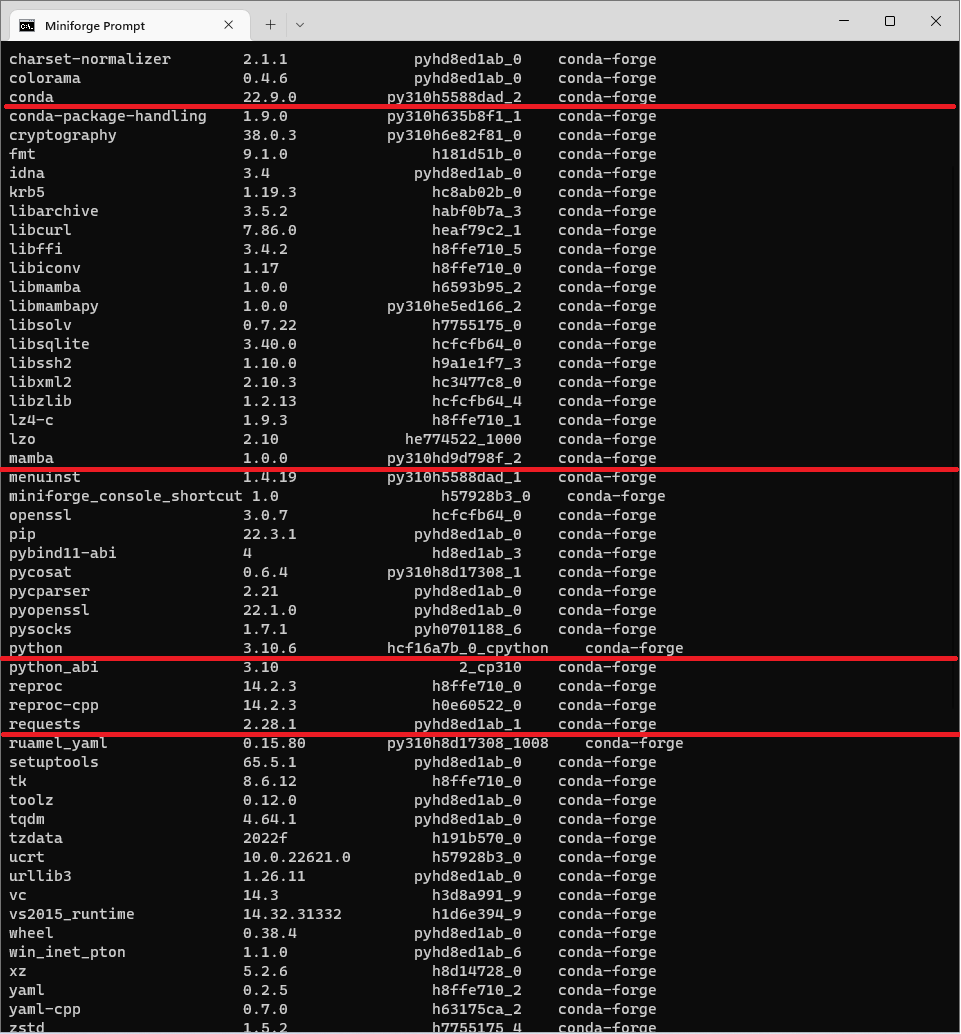 Miniforge Prompt
charset-normalizer 2.1.1 pyhd8ed1ab_0 conda-forge
colorama 0.4.6 pyhd8ed1ab_0 conda-forge
conda 22.9.0 py310h5588dad_2 conda-forge
conda-package-handling 1.9.0 py310h635b8f1_1 conda-forge
cryptography 38.0.3 py310h6e82f81_0 conda-forge
fmt 9.1.0 h181d51b_0 conda-forge
idna 3.4 pyhd8ed1ab_0 conda-forge
krb5 1.19.3 hc8ab02b_0 conda-forge
libarchive 3.5.2 habf0b7a_3 conda-forge
libcurl 7.86.0 heaf79c2_1 conda-forge
libffi 3.4.2 h8ffe710_5 conda-forge
libiconv 1.17 h8ffe710_0 conda-forge
libmamba 1.0.0 h6593b95_2 conda-forge
libmambapy 1.0.0 py310he5ed166_2 conda-forge
libsolv 0.7.22 h7755175_0 conda-forge
libsqlite 3.40.0 hcfcfb64_0 conda-forge
libssh2 1.10.0 h9a1e1f7_3 conda-forge
libxml2 2.10.3 hc3477c8_0 conda-forge
libzlib 1.2.13 hcfcfb64_4 conda-forge
lz4-c 1.9.3 h8ffe710_1 conda-forge
lzo 2.10 he774522_1000 conda-forge
mamba 1.0.0 py310hd9d798f_2 conda-forge
menuinst 1.4.19 py310h5588dad_1 conda-forge
miniforge_console_shortcut 1.0 h57928b3_0 conda-forge
openssl 3.0.7 hcfcfb64_0 conda-forge
pip 22.3.1 pyhd8ed1ab_0 conda-forge
pybind11-abi 4 hd8ed1ab_3 conda-forge
pycosat 0.6.4 py310h8d17308_1 conda-forge
pycparser 2.21 pyhd8ed1ab_0 conda-forge
pyopenssl 22.1.0 pyhd8ed1ab_0 conda-forge
pysocks 1.7.1 pyh0701188_6 conda-forge
python 3.10.6 hcf16a7b_0_cpython conda-forge
python_abi 3.10 2_cp310 conda-forge
reproc 14.2.3 h8ffe710_0 conda-forge
reproc-cpp 14.2.3 h0e60522_0 conda-forge
requests 2.28.1 pyhd8ed1ab_1 conda-forge
ruamel_yaml 0.15.80 py310h8d17308_1008 conda-forge
setuptools 65.5.1 pyhd8ed1ab_0 conda-forge
tk 8.6.12 h8ffe710_0 conda-forge
toolz 0.12.0 pyhd8ed1ab_0 conda-forge
tqdm 4.64.1 pyhd8ed1ab_0 conda-forge
tzdata 2022f h191b570_0 conda-forge
ucrt 10.0.22621.0 h57928b3_0 conda-forge
urllib3 1.26.11 pyhd8ed1ab_0 conda-forge
vc 14.3 h3d8a991_9 conda-forge
vs2015_runtime 14.32.31332 h1d6e394_9 conda-forge
wheel 0.38.4 pyhd8ed1ab_0 conda-forge
win_inet_pton 1.1.0 pyhd8ed1ab_6 conda-forge
xz 5.2.6 h8d14728_0 conda-forge
yaml 0.2.5 h8ffe710_2 conda-forge
yaml-cpp 0.7.0 h63175ca_2 conda-forge
zstd 1.5.2 h7755175_4 conda-forge